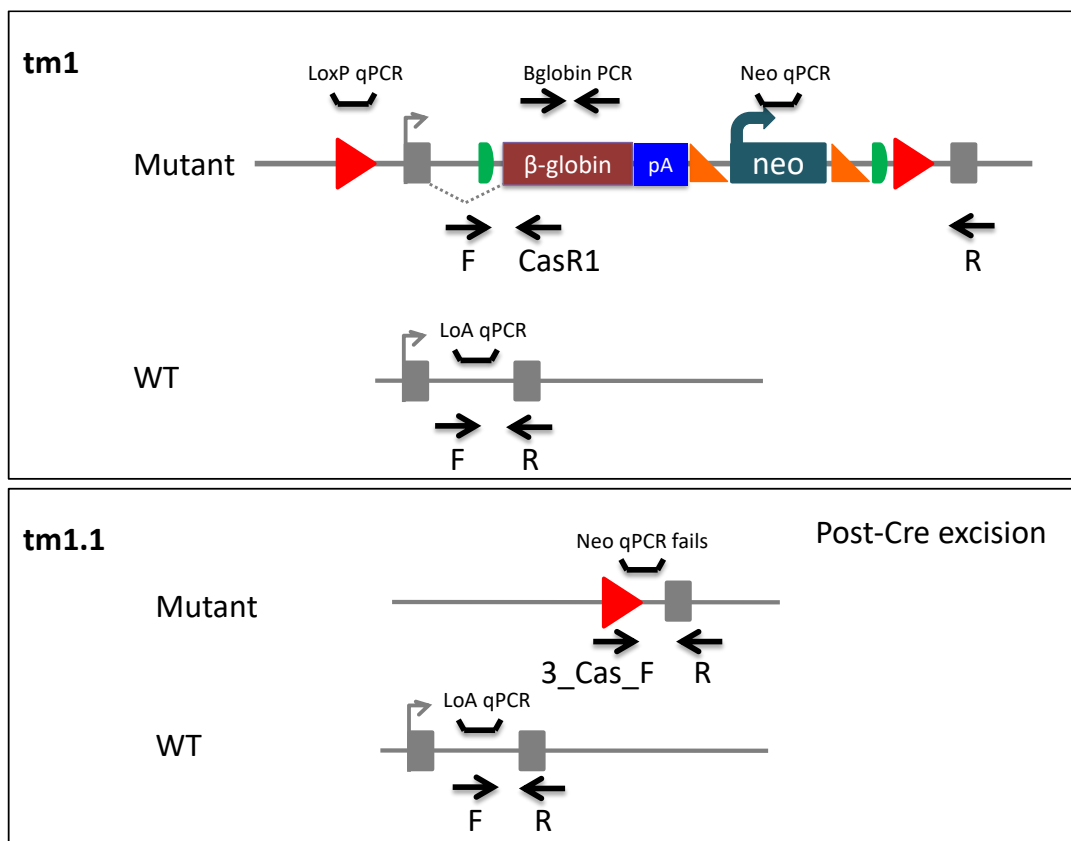 tm1
LoxP qPCR
Bglobin PCR
Neo qPCR
Mutant
β-globin
pA
neo
F
CasR1
R
LoA qPCR
WT
F
R
tm1.1
Post-Cre excision
Neo qPCR fails
Mutant
3_Cas_F
R
LoA qPCR
WT
F
R